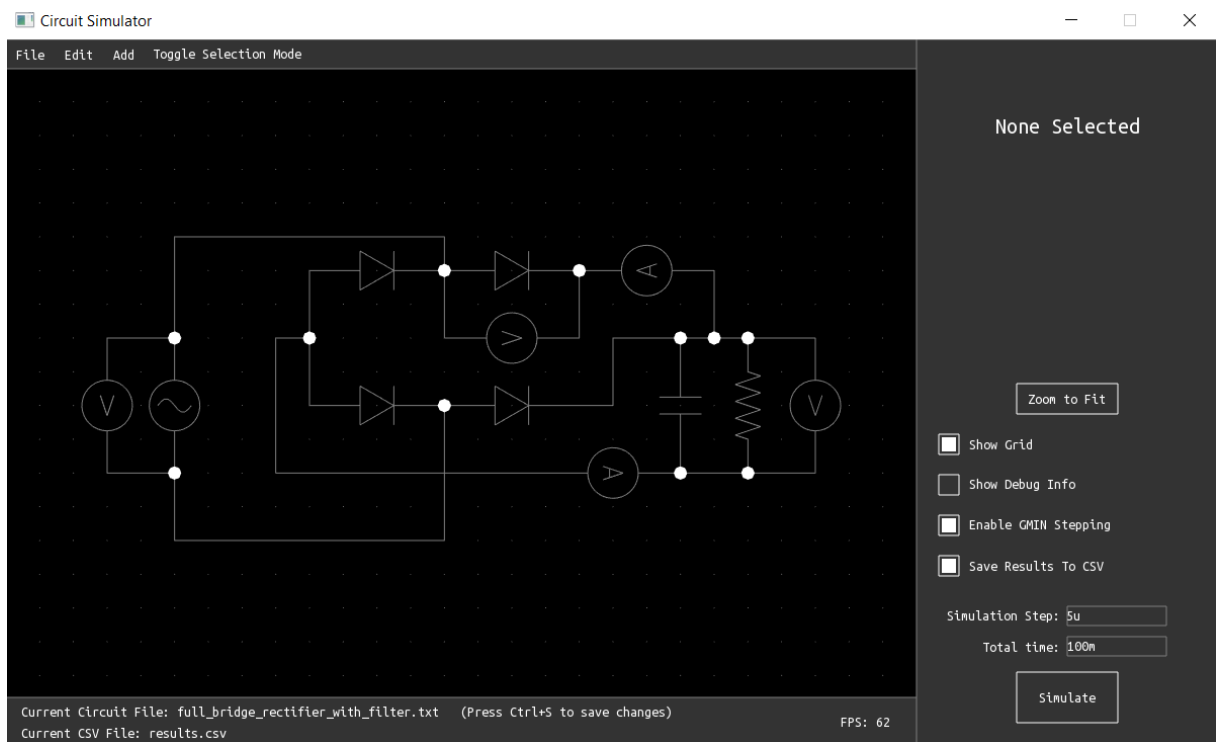 Circuit Simulator
File Edit Add Toggle Selection Mode
None Selected
A
V
V
V
A
Zoom to Fit
Show Grid
Show Debug Info
Enable GMIN Stepping
Save Results To CSV
Simulation Step: 5u
Total time: 100m
Simulate
Current Circuit File: full_bridge_rectifier_with_filter.txt (Press Ctrl+S to save changes)
Current CSV File: results.csv
FPS: 62